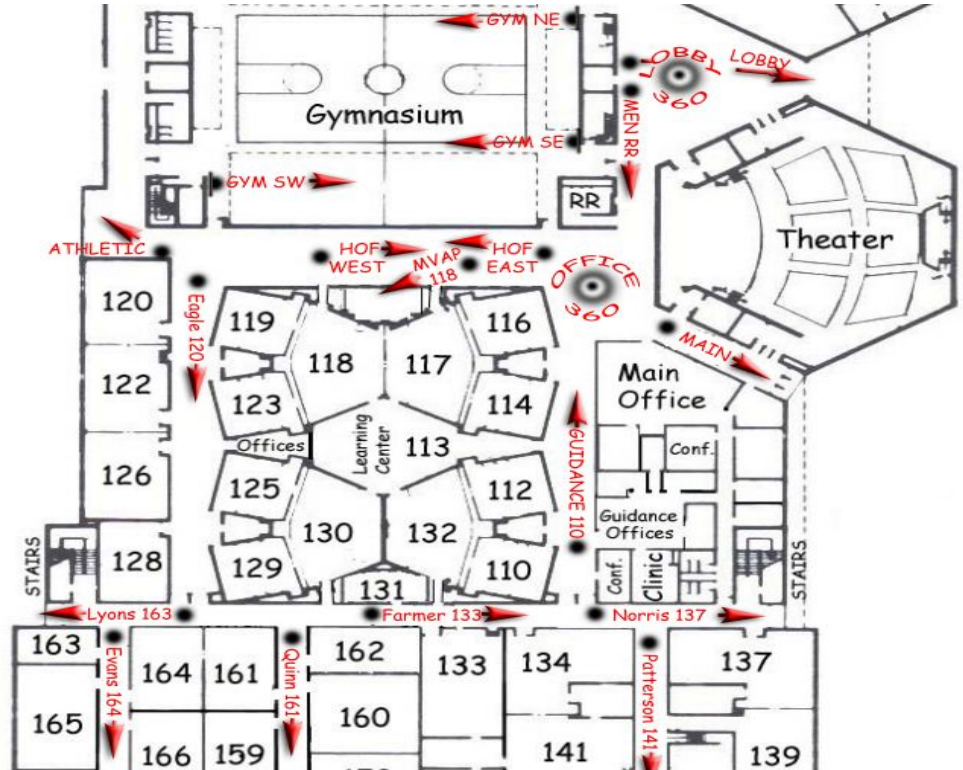 GYM NE
LOBBY
360
LOBBY
Gymnasium
MEN RR
GYM SE
GYM SW
RR
Theater
ATHLETIC
HOF
WEST
MVAP
118
HOF
EAST
OFFICE
360
120
Eagle 120
119
118
117
116
MAIN
122
123
114
Main
Office
Offices
Learning
Center
113
GUIDANCE 110
Conf.
126
125
112
Guidance
Offices
130
132
STAIRS
128
129
131
110
Conf.
Clinic
STAIRS
Lyons 163
Farmer 133
Norris 137
163
Evans 164
164
161
Quinn 161
162
133
134
Patterson 141
137
165
160
166
159
141
139